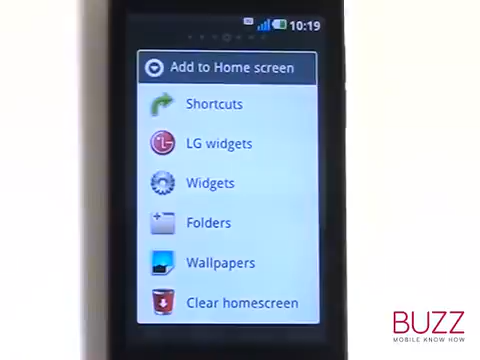 10:19
Add to Home screen
Shortcuts
LG widgets
Widgets
Folders
Wallpapers
Clear homescreen
BUZZ
MOBILE KNOW HOW